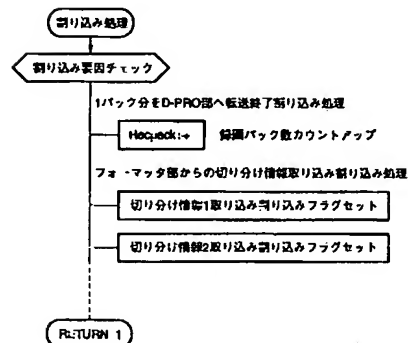 割り込み処理
割り込み要因チェック
1パック分をD-PRO部へ転送終了割り込み処理
録画パック数カウントアップ
フォーマッタ部からの切り分け情報取り込み割り込み処理
切り分け情報1取り込み割り込みフラグセット
切り分け情報2取り込み割り込みフラグセット
RETURN 1